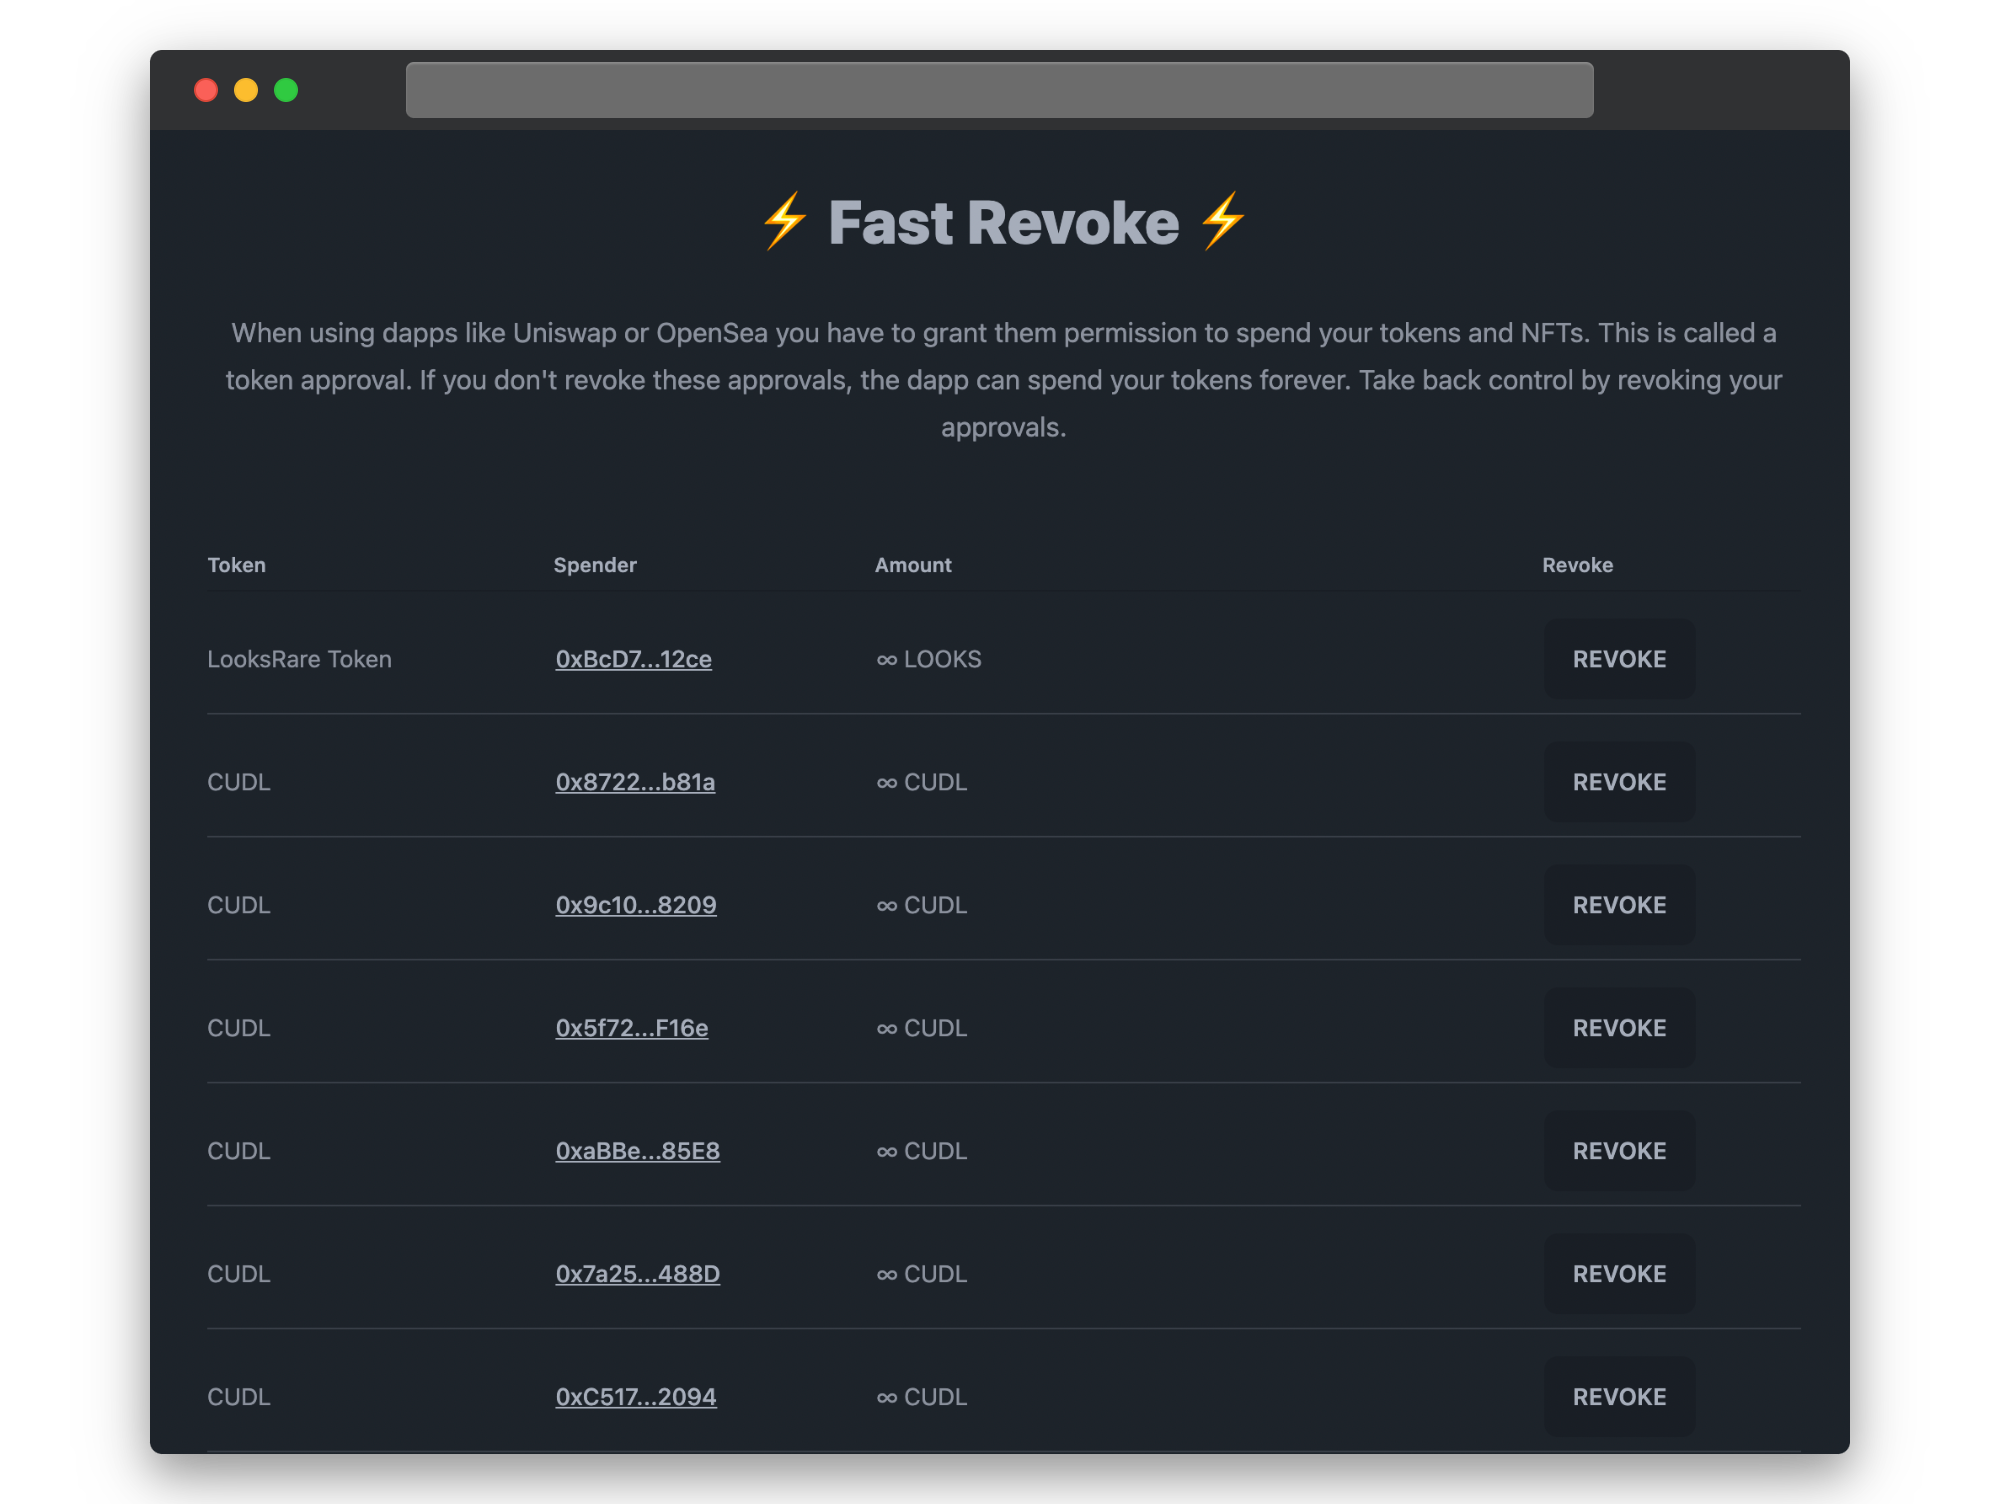 ⚡ Fast Revoke ⚡
When using dapps like Uniswap or OpenSea you have to grant them permission to spend your tokens and NFTs. This is called a
token approval. If you don't revoke these approvals, the dapp can spend your tokens forever. Take back control by revoking your
approvals.
Token Spender Amount Revoke
LooksRare Token 0xBcD7...12ce ∞ LOOKS REVOKE
CUDL 0x8722...b81a ∞ CUDL REVOKE
CUDL 0x9c10...8209 ∞ CUDL REVOKE
CUDL 0x5f72...F16e ∞ CUDL REVOKE
CUDL 0xaBBe...85E8 ∞ CUDL REVOKE
CUDL 0x7a25...488D ∞ CUDL REVOKE
CUDL 0xC517...2094 ∞ CUDL REVOKE